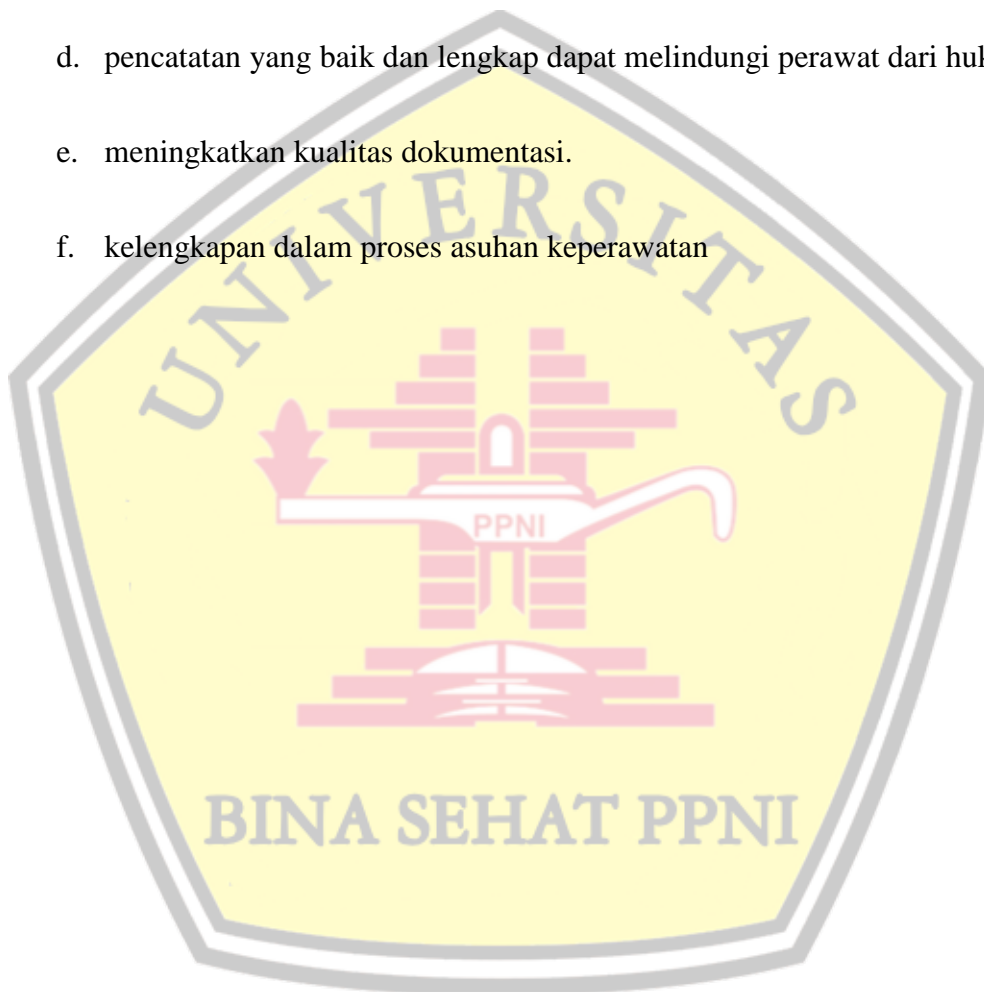 d. pencatatan yang baik dan lengkap dapat melindungi perawat dari
e. meningkatkan kualitas dokumentasi.
f. kelengkapan dalam proses asuhan keperawatan
UNIVERSITAS
PPNI
BINA SEHAT PPNI